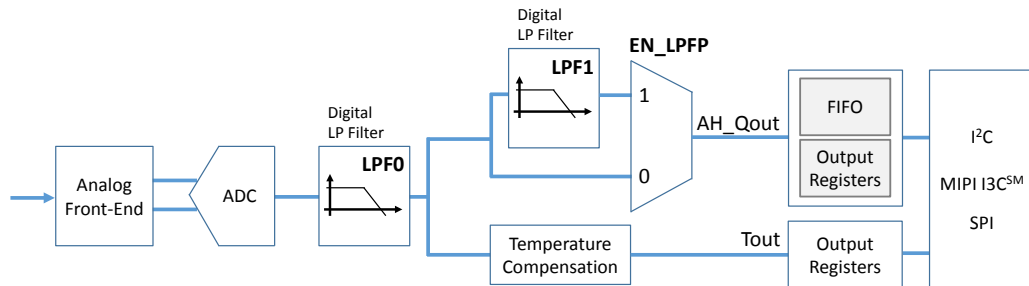 Digital
LP Filter
LPF1
EN_LPFP
1
0
AH_Qout
FIFO
Output
Registers
I²C
MIPI I3Cˢᴹ
SPI
Digital
LP Filter
LPF0
Analog
Front-End
ADC
Temperature
Compensation
Tout
Output
Registers